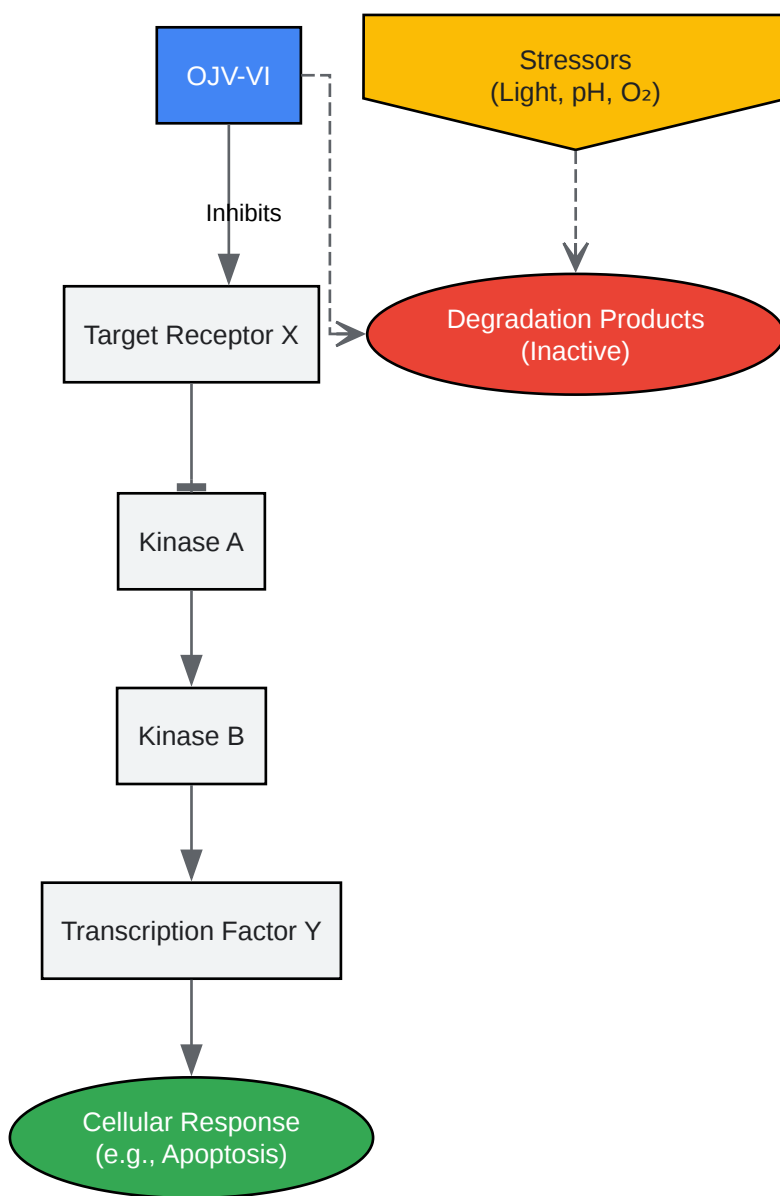 OJV-VI
Stressors
(Light, pH, O₂)
Inhibits
Target Receptor X
Degradation Products
(Inactive)
Kinase A
Kinase B
Transcription Factor Y
Cellular Response
(e.g., Apoptosis)